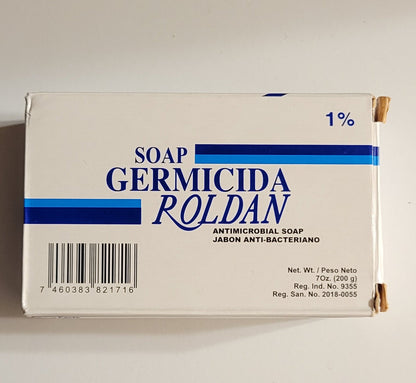 1%
SOAP
GERMICIDA
ROLDAN
ANTIMICROBIAL SOAP
JABON ANTI-BACTERIANO
Net. Wt. / Peso Neto
7Oz. (200 g)
Reg. Ind. No. 9355
Reg. San. No. 2018-0055
7 460383 821716